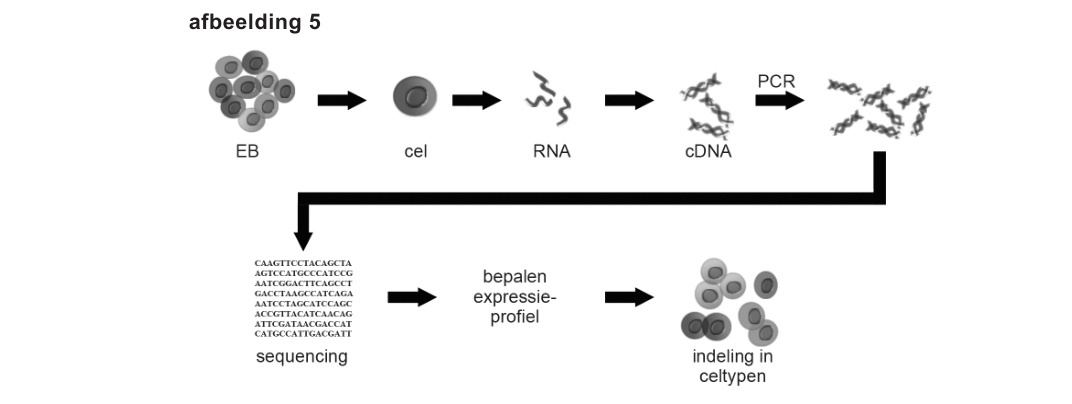 afbeelding 5
PCR
EB
cel
RNA
cDNA
CAAGTTCCTACAGCTA
AGTCCATGCCCATCCG
AATCGGACTTCAGCCT
GACCTAAGCCATCAGA
AATCCTAGCATCCAGC
ACCGTTACATCAACAG
ATTCGATAACGACCAT
CATGCCATTGACGATT
sequencing
bepalen
expressie-
profiel
indeling in
celtypen